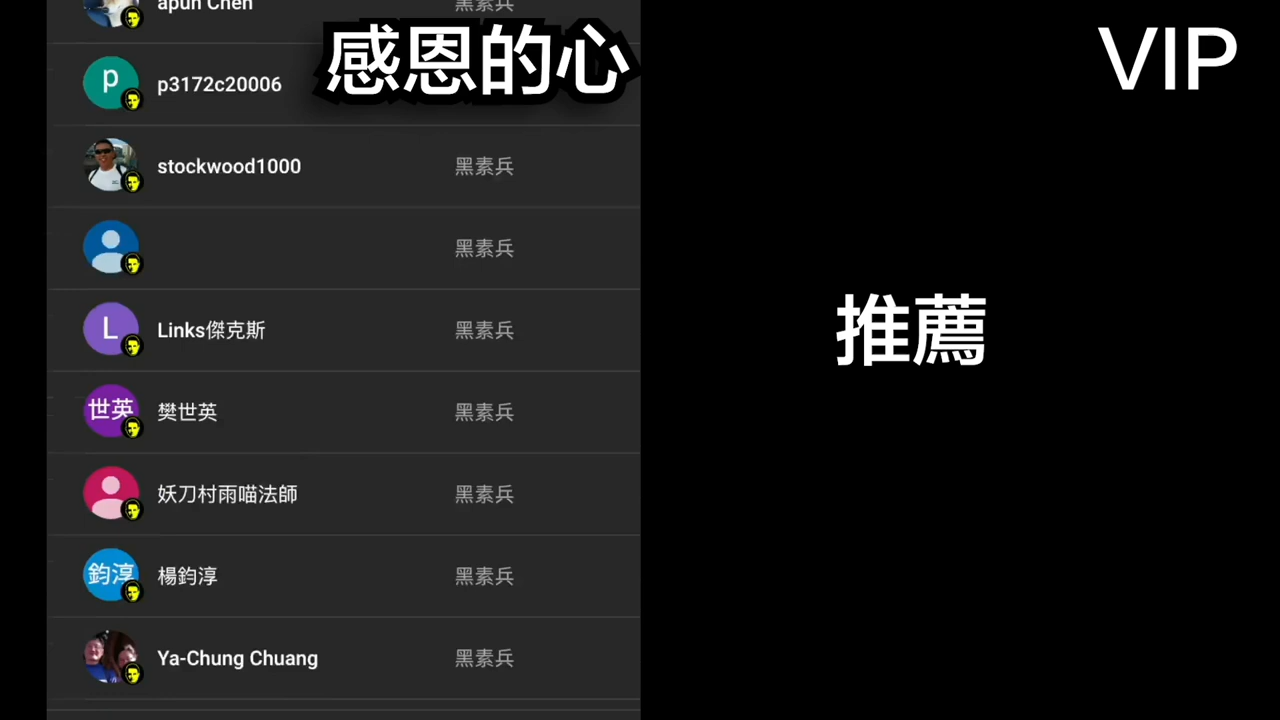 apun Chen
黑素兵
感恩的心
VIP
p3172c20006
stockwood1000
黑素兵
黑素兵
Links傑克斯
黑素兵
推薦
世英
樊世英
黑素兵
妖刀村雨喵法師
黑素兵
鈞淳
楊鈞淳
黑素兵
Ya-Chung Chuang
黑素兵
p
L